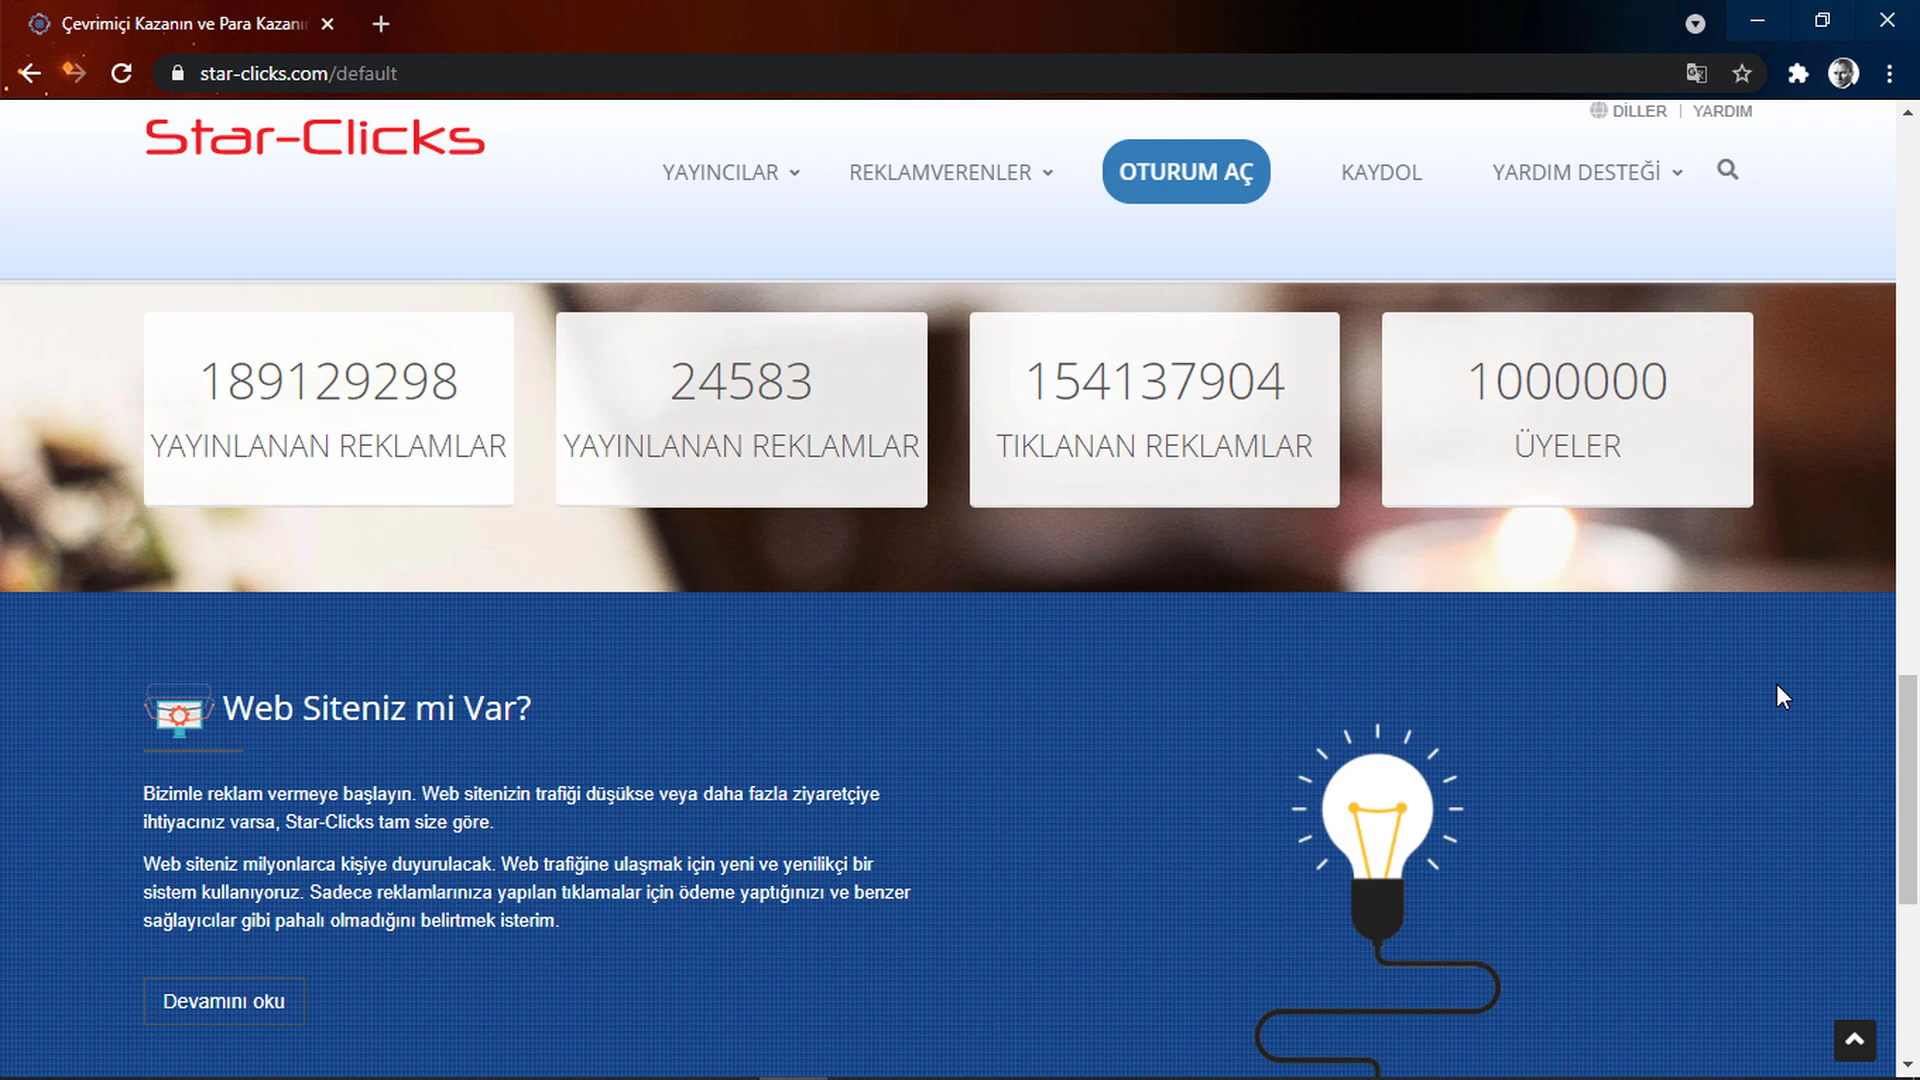 Çevrimiçi Kazanın ve Para Kazanı
star-clicks.com/default
DİLLER | YARDIM
Star-Clicks
YAYINCILAR
REKLAMVERENLER
OTURUM AÇ
KAYDOL
YARDIM DESTEĞİ
189129298
YAYINLANAN REKLAMLAR
24583
YAYINLANAN REKLAMLAR
154137904
TIKLANAN REKLAMLAR
1000000
ÜYELER
Web Siteniz mi Var?
Bizimle reklam vermeye başlayın. Web sitenizin trafiği düşükse veya daha fazla ziyaretçiye
ihtiyacınız varsa, Star-Clicks tam size göre.
Web siteniz milyonlarca kişiye duyurulacak. Web trafiğine ulaşmak için yeni ve yenilikçi bir
sistem kullanıyoruz. Sadece reklamlarınıza yapılan tıklamalar için ödeme yaptığınızı ve benzer
sağlayıcılar gibi pahalı olmadığını belirtmek isterim.
Devamını oku